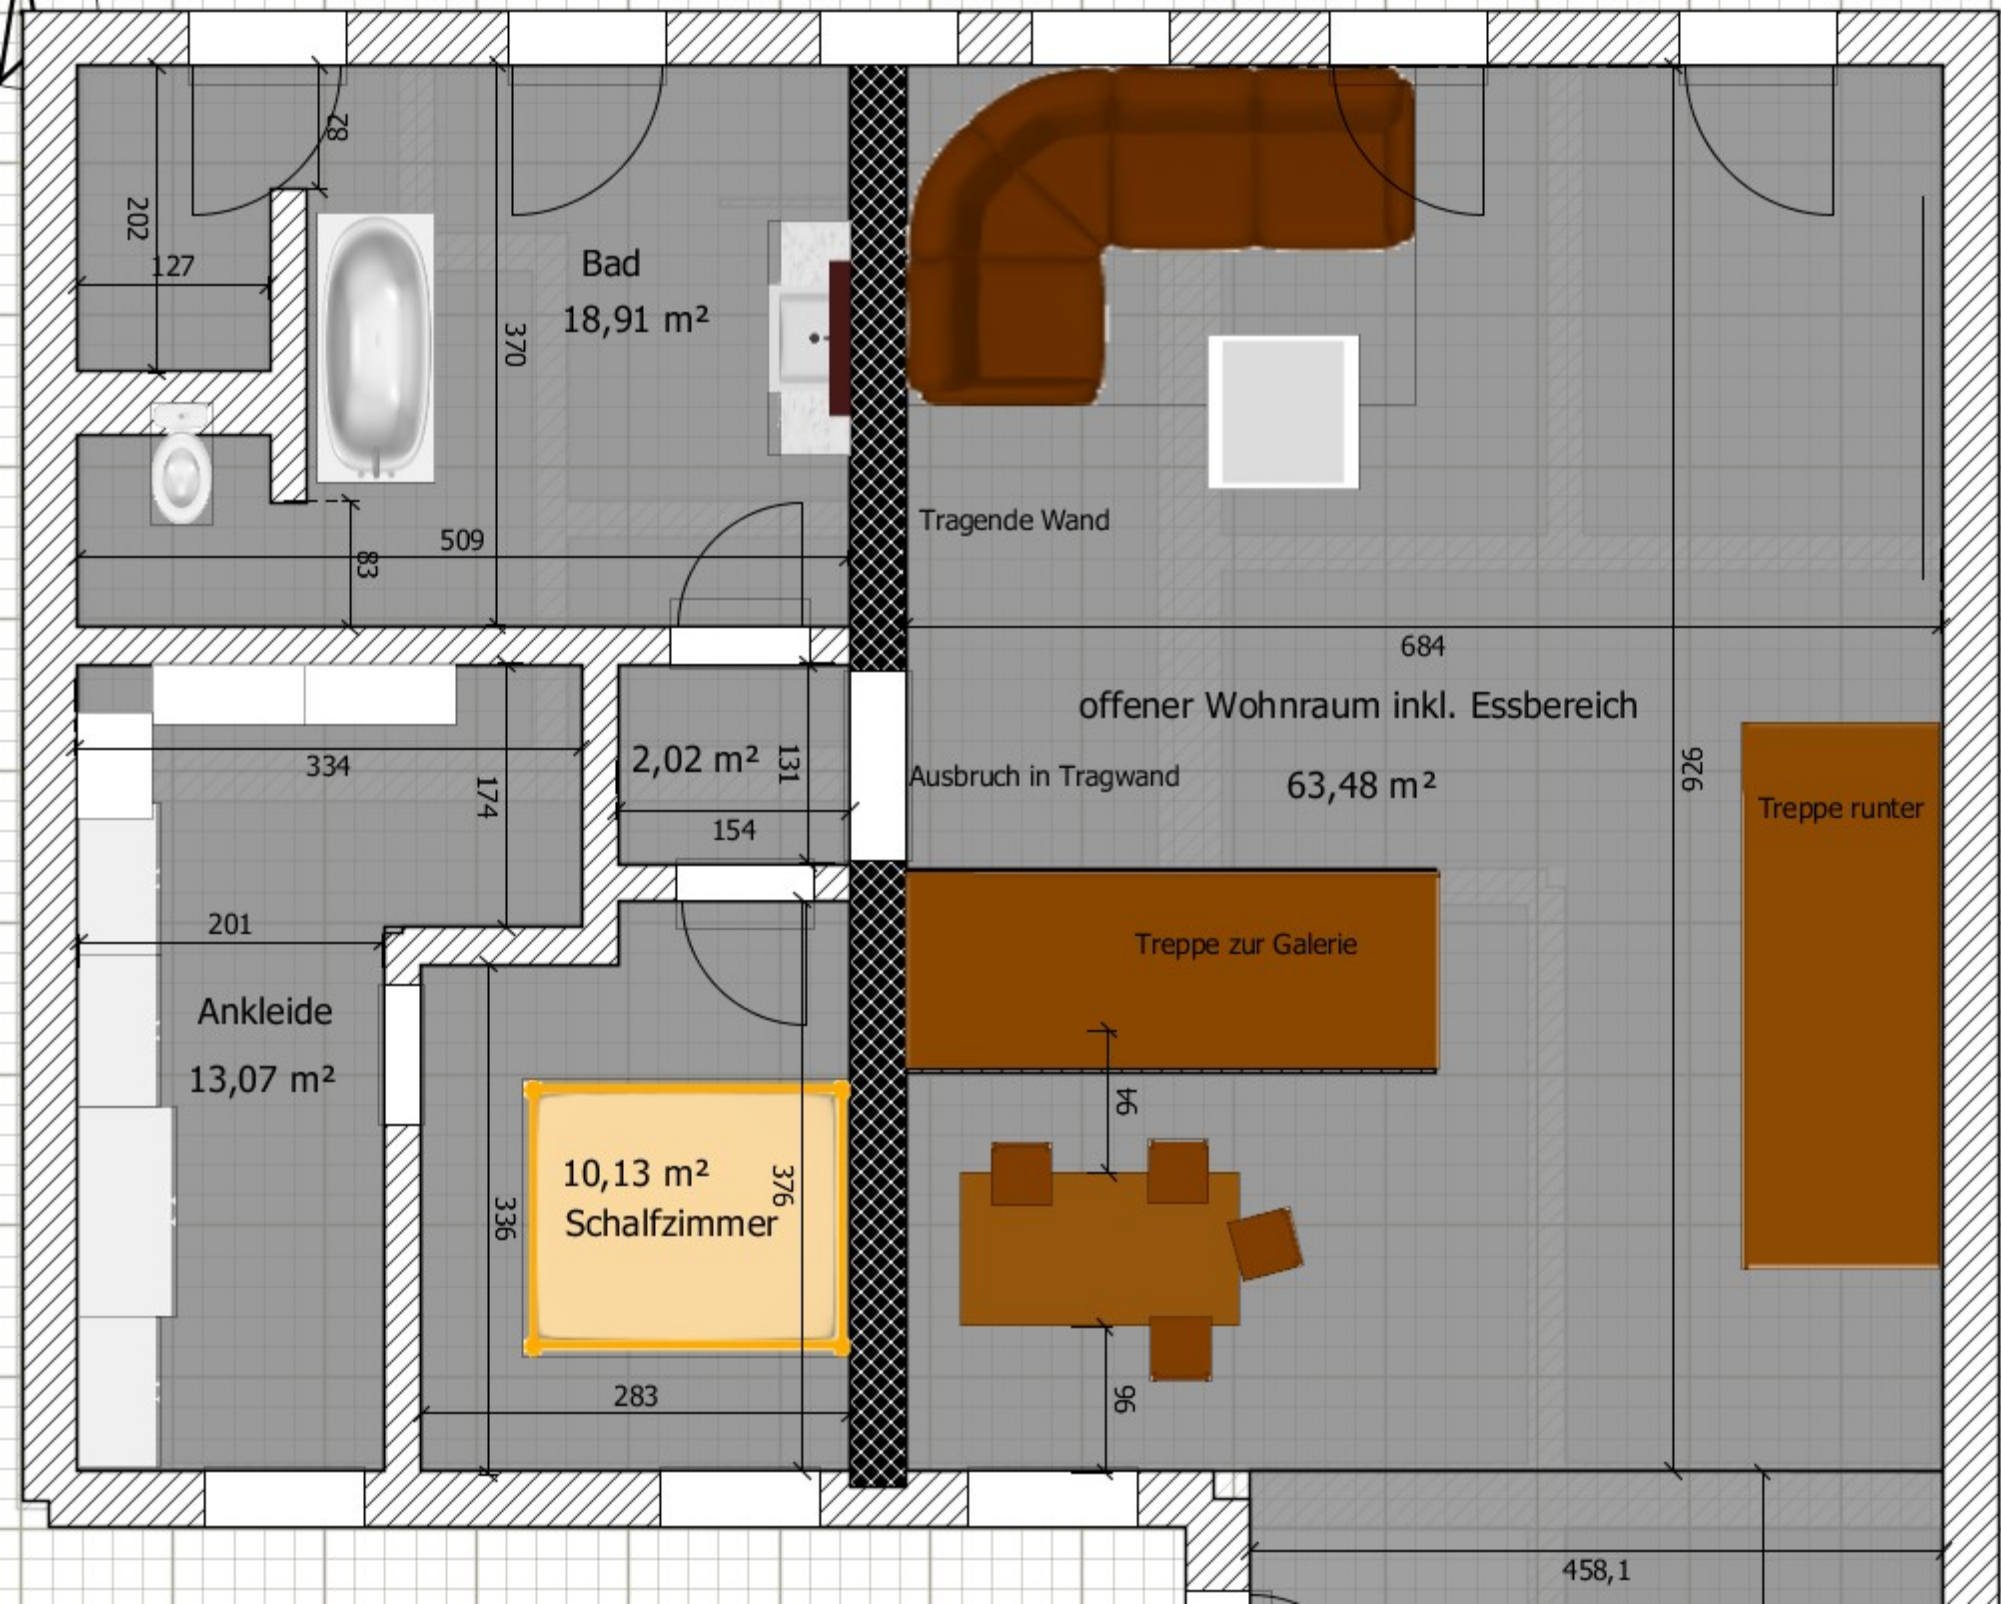 82
202
127
Bad
18,91 m²
370
509
83
Tragende Wand
684
offener Wohnraum inkl. Essbereich
63,48 m²
926
334
174
2,02 m²
131
154
Ausbruch in Tragwand
Treppe runter
201
Ankleide
13,07 m²
Treppe zur Galerie
94
10,13 m²
Schalfzimmer
376
336
283
96
458,1